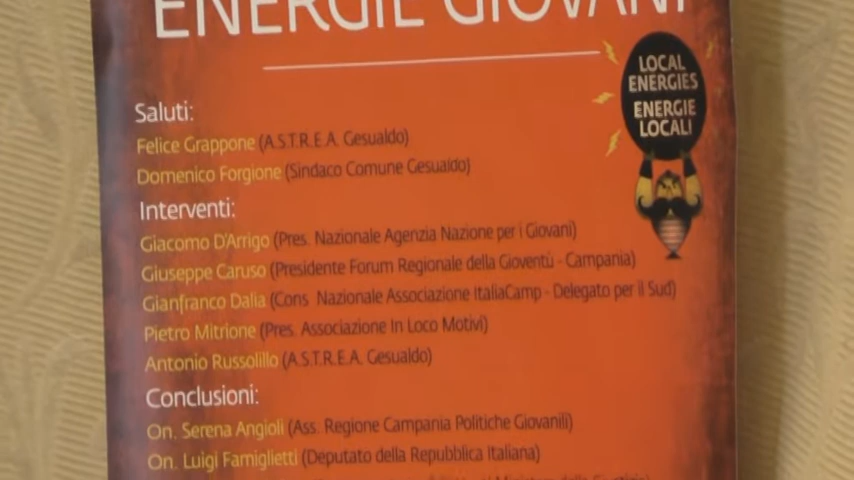 ENERGIE GIOVANI
LOCAL
ENERGIES
ENERGIE
LOCALI
Saluti:
Felice Grappone (A.S.T.R.E.A. Gesualdo)
Domenico Forgione (Sindaco Comune Gesualdo)
Interventi:
Giacomo D'Arrigo (Pres. Nazionale Agenzia Nazione per i Giovani)
Giuseppe Caruso (Presidente Forum Regionale della Gioventù - Campania)
Gianfranco Dalia (Cons Nazionale Associazione ItaliaCamp - Delegato per il Sud)
Pietro Mitrione (Pres. Associazione In Loco Motivi)
Antonio Russolillo (A.S.T.R.E.A. Gesualdo)
Conclusioni:
On. Serena Angioli (Ass. Regione Campania Politiche Giovanili)
On. Luigi Famiglietti (Deputato della Repubblica Italiana)